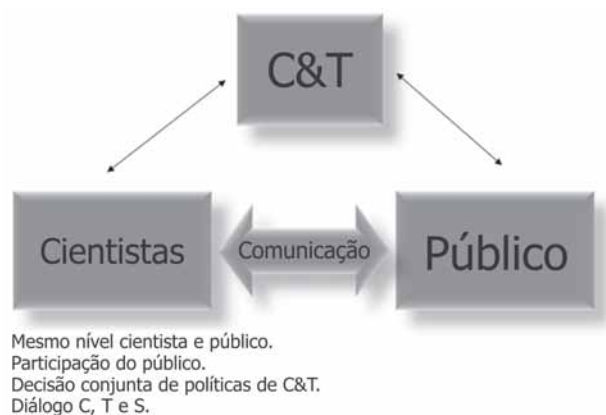 C&T
Cientistas
Comunicação
Público
Mesmo nível cientista e público.
Participação do público.
Decisão conjunta de políticas de C&T.
Diálogo C, T e S.